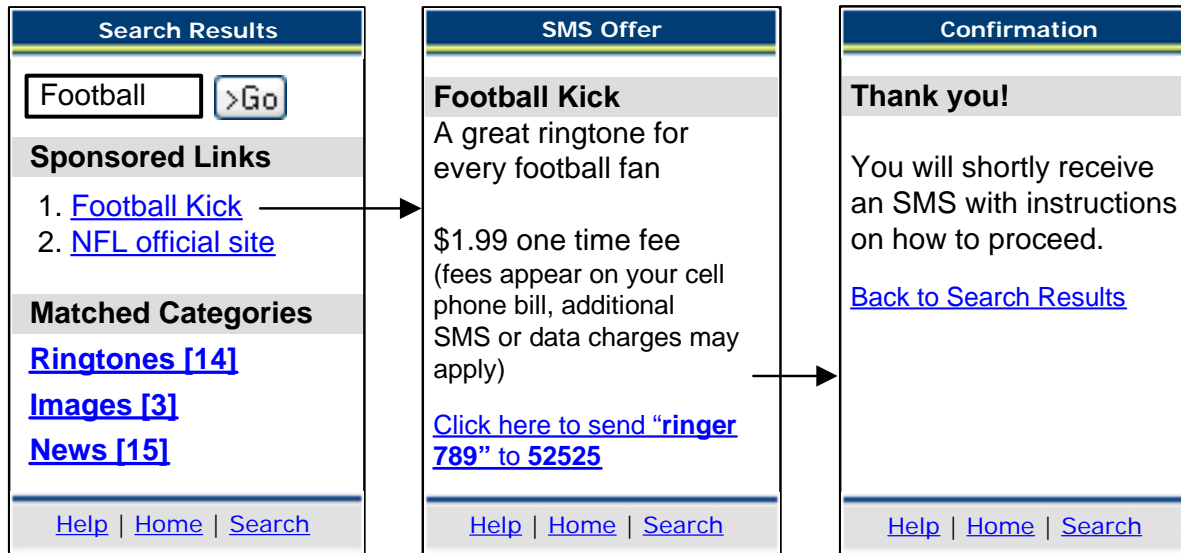 Search Results
Football
>Go
Sponsored Links
1. Football Kick
2. NFL official site
Matched Categories
Ringtones [14]
Images [3]
News [15]
Help | Home | Search
SMS Offer
Football Kick
A great ringtone for
every football fan
$1.99 one time fee
(fees appear on your cell
phone bill, additional
SMS or data charges may
apply)
Click here to send “ringer
789” to 52525
Help | Home | Search
Confirmation
Thank you!
You will shortly receive
an SMS with instructions
on how to proceed.
Back to Search Results
Help | Home | Search